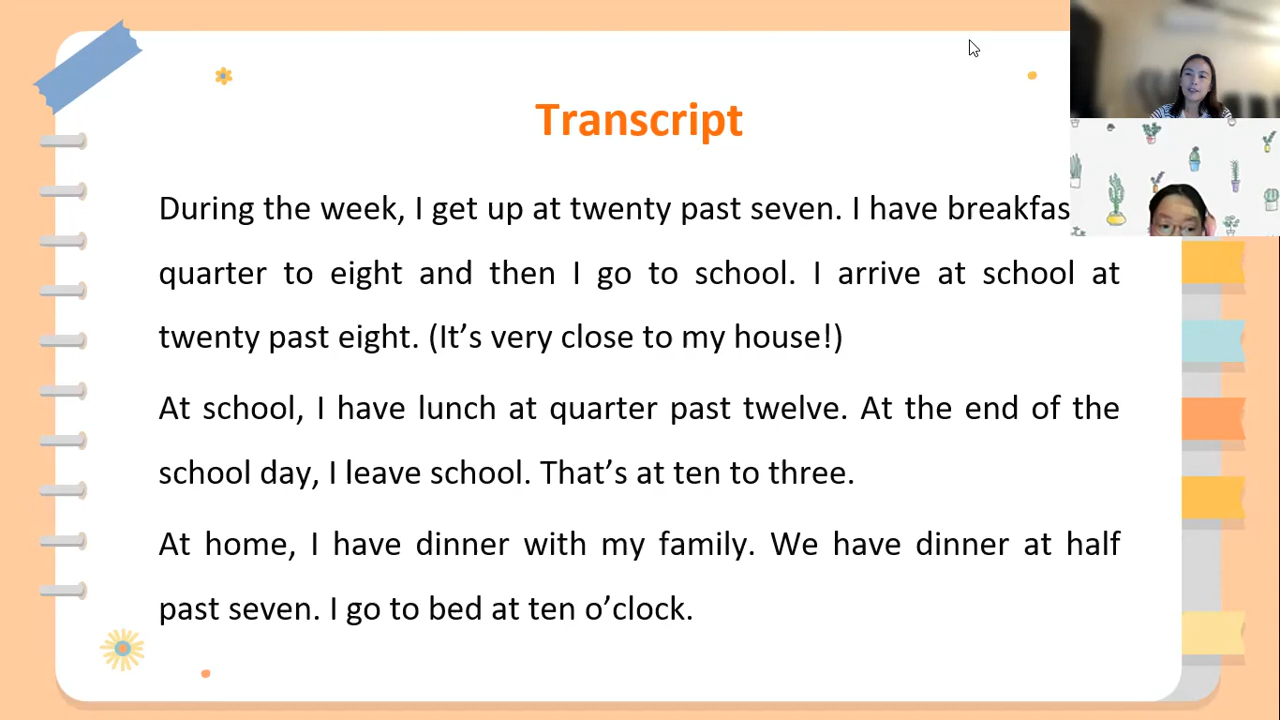 Transcript
During the week, I get up at twenty past seven. I have breakfas
quarter to eight and then I go to school. I arrive at school at
twenty past eight. (It's very close to my house!)
At school, I have lunch at quarter past twelve. At the end of the
school day, I leave school. That's at ten to three.
At home, I have dinner with my family. We have dinner at half
past seven. I go to bed at ten o'clock.